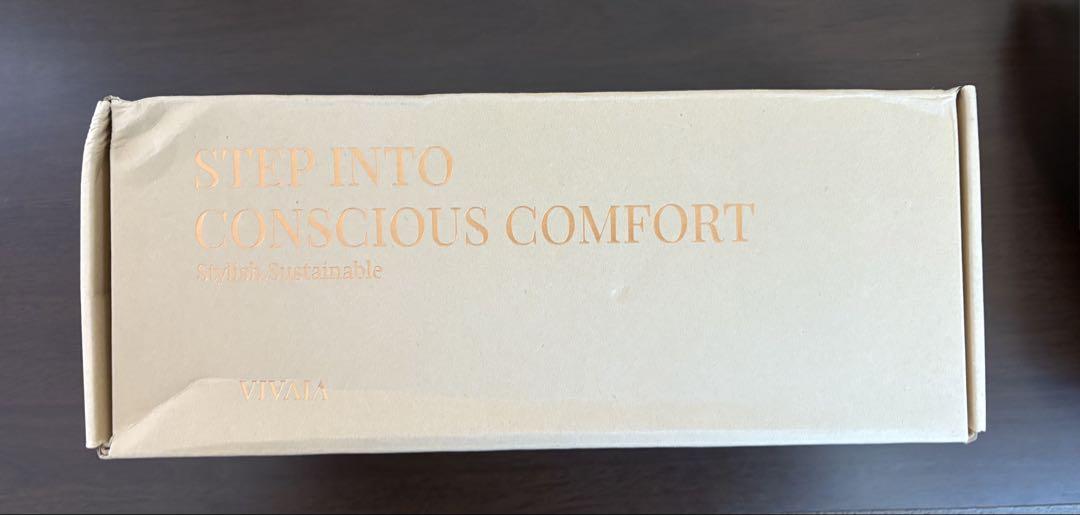 STEP INTO
CONSCIOUS COMFORT
Stylish.Sustainable
VIVAIA